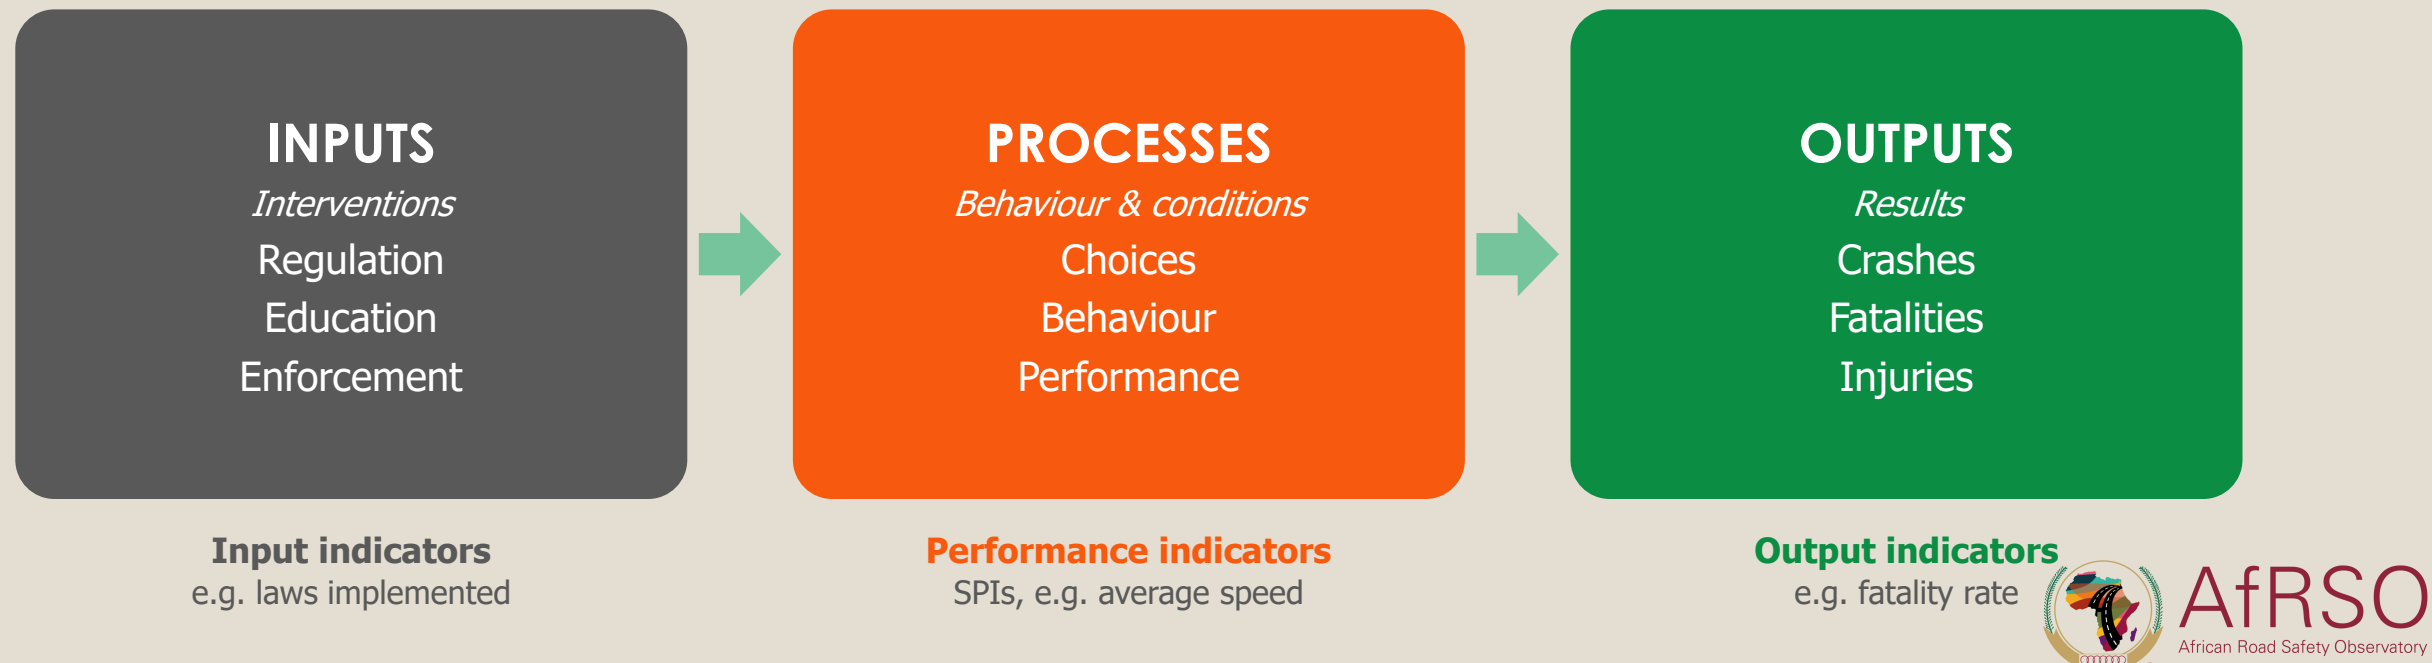 INPUTS
Interventions
Regulation
Education
Enforcement
Input indicators
e.g. laws implemented
PROCESSES
Behaviour & conditions
Choices
Behaviour
Performance
Performance indicators
SPIs, e.g. average speed
OUTPUTS
Results
Crashes
Fatalities
Injuries
Output indicators
e.g. fatality rate
AfRSO
African Road Safety Observatory